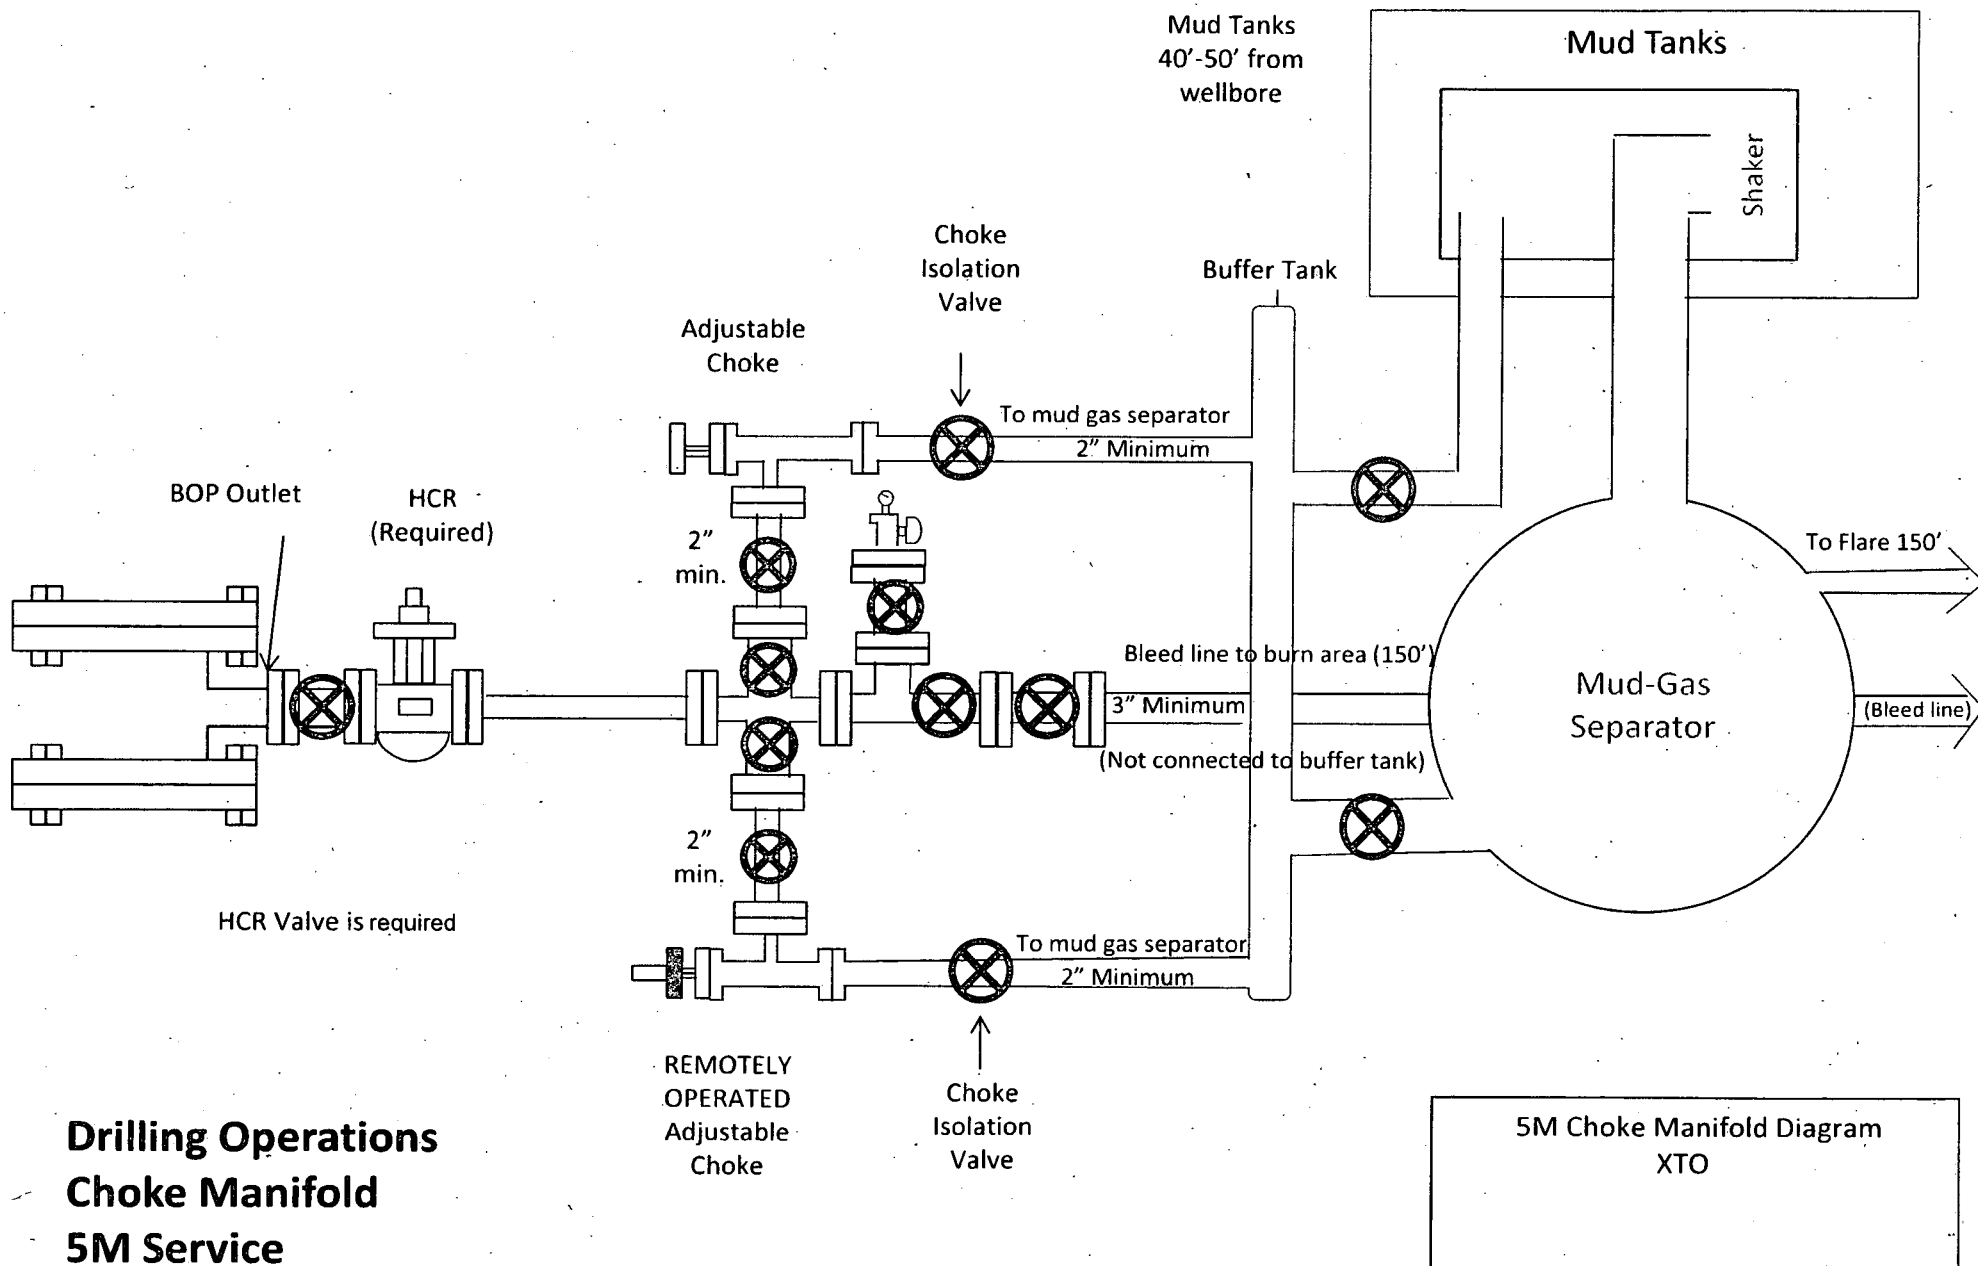 Mud Tanks
40'-50' from
wellbore
Mud Tanks
Shaker
Choke
Isolation
Valve
Buffer Tank
Adjustable
Choke
To mud gas separator
2" Minimum
BOP Outlet
HCR
(Required)
2"
min.
To Flare 150'
Bleed line to burn area (150')
3" Minimum
(Not connected to buffer tank)
Mud-Gas
Separator
(Bleed line)
2"
min.
HCR Valve is required
To mud gas separator
2" Minimum
REMOTELY
OPERATED
Adjustable
Choke
Choke
Isolation
Valve
Drilling Operations
Choke Manifold
5M Service
5M Choke Manifold Diagram
XTO